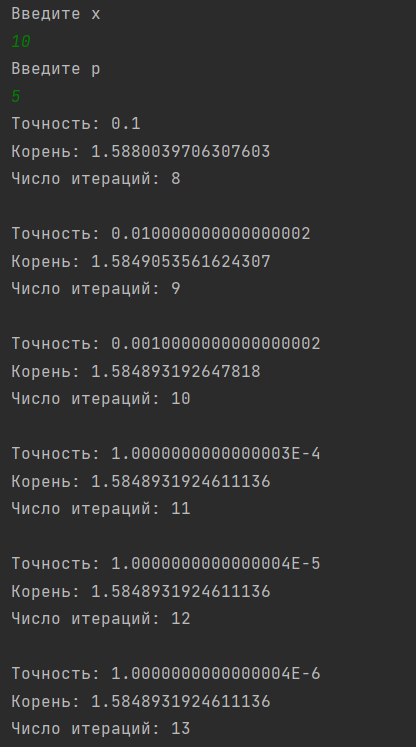 Введите x
10
Введите p
5
Точность: 0.1
Корень: 1.5880039706307603
Число итераций: 8
Точность: 0.010000000000000002
Корень: 1.5849053561624307
Число итераций: 9
Точность: 0.0010000000000000002
Корень: 1.584893192647818
Число итераций: 10
Точность: 1.0000000000000003E-4
Корень: 1.5848931924611136
Число итераций: 11
Точность: 1.0000000000000004E-5
Корень: 1.5848931924611136
Число итераций: 12
Точность: 1.0000000000000004E-6
Корень: 1.5848931924611136
Число итераций: 13